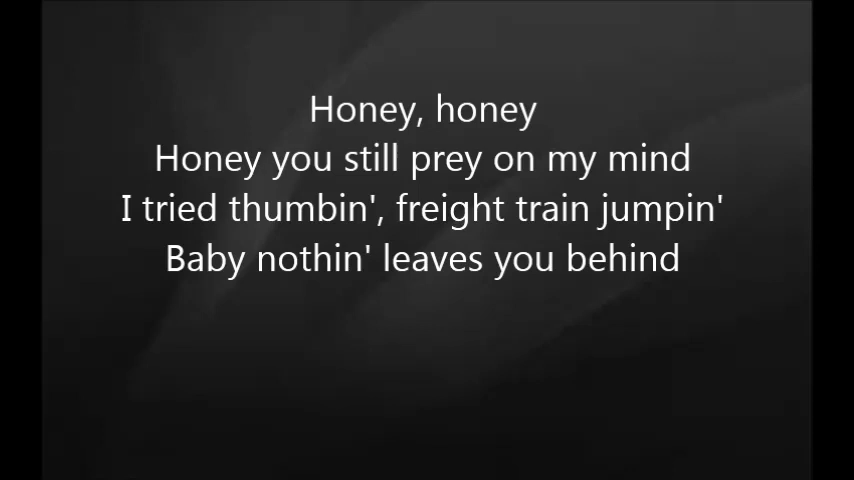 Honey, honey
Honey you still prey on my mind
I tried thumbin', freight train jumpin'
Baby nothin' leaves you behind